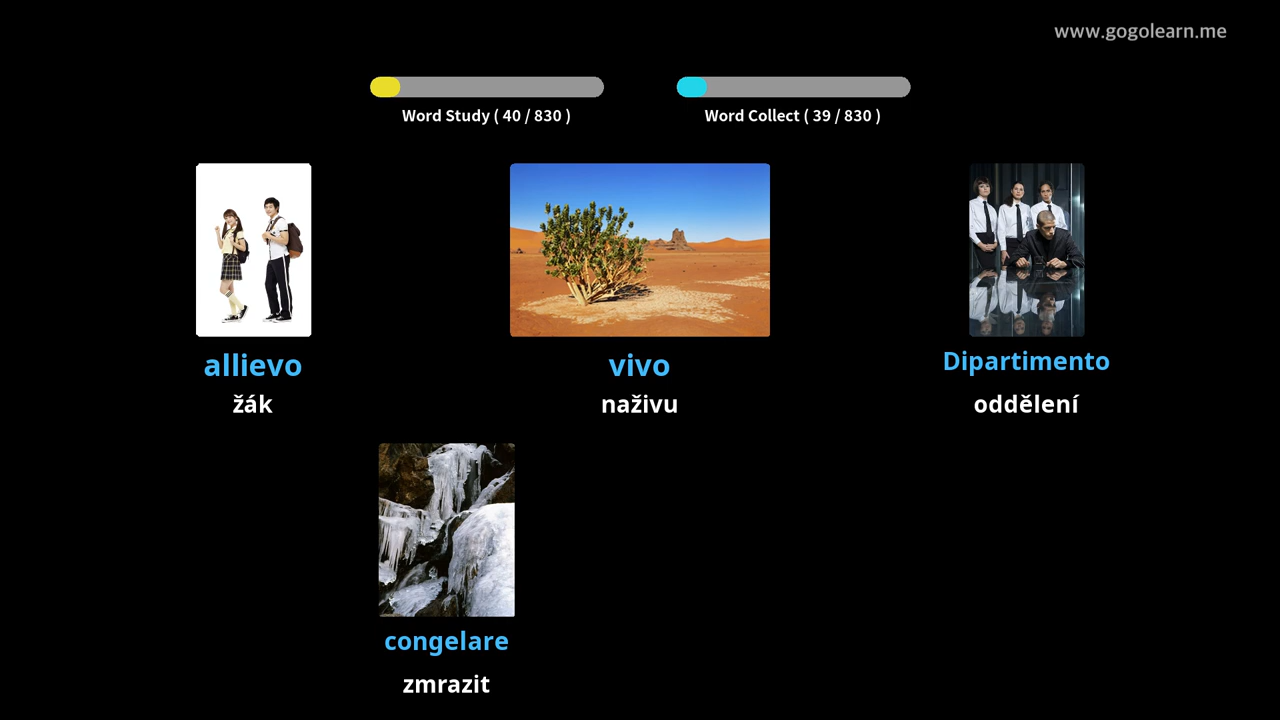 www.gogolearn.me
Word Study ( 40 / 830 )
Word Collect ( 39 / 830 )
allievo
žák
vivo
naživu
Dipartimento
oddělení
congelare
zmrazit